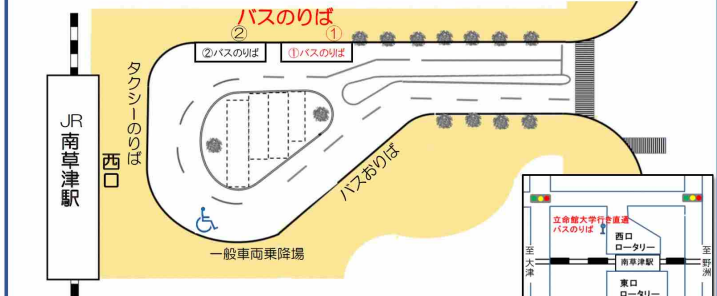 バスのりば
② ①
②バスのりば ①バスのりば
タクシーのりば
JR南草津駅
西口
バスおりば
一般車両乗降場
立命館大学行き直通
バスのりば
西口
ロータリー
至大津
南草津駅
至野洲
東口
ロータリー